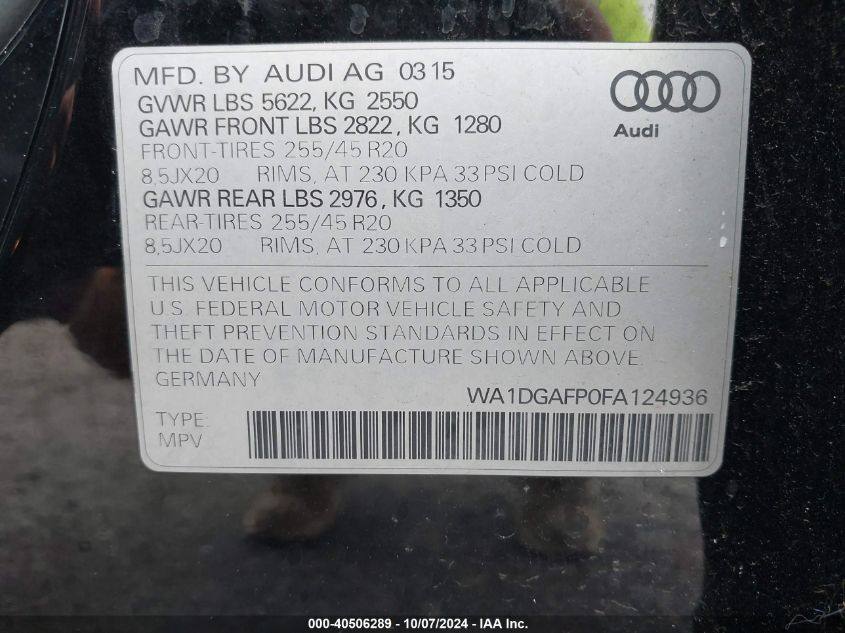 MFD. BY AUDI AG 0315
GVWR LBS 5622, KG 2550
GAWR FRONT LBS 2822, KG 1280
FRONT-TIRES 255/45 R20
8,5JX20 RIMS, AT 230 KPA 33 PSI COLD
GAWR REAR LBS 2976, KG 1350
REAR-TIRES 255/45 R20
8,5JX20 RIMS, AT 230 KPA 33 PSI COLD
Audi
THIS VEHICLE CONFORMS TO ALL APPLICABLE
U.S. FEDERAL MOTOR VEHICLE SAFETY AND
THEFT PREVENTION STANDARDS IN EFFECT ON
THE DATE OF MANUFACTURE SHOWN ABOVE.
GERMANY
WA1DGAFP0FA124936
TYPE:
MPV
000-40506289 - 10/07/2024 - IAA Inc.